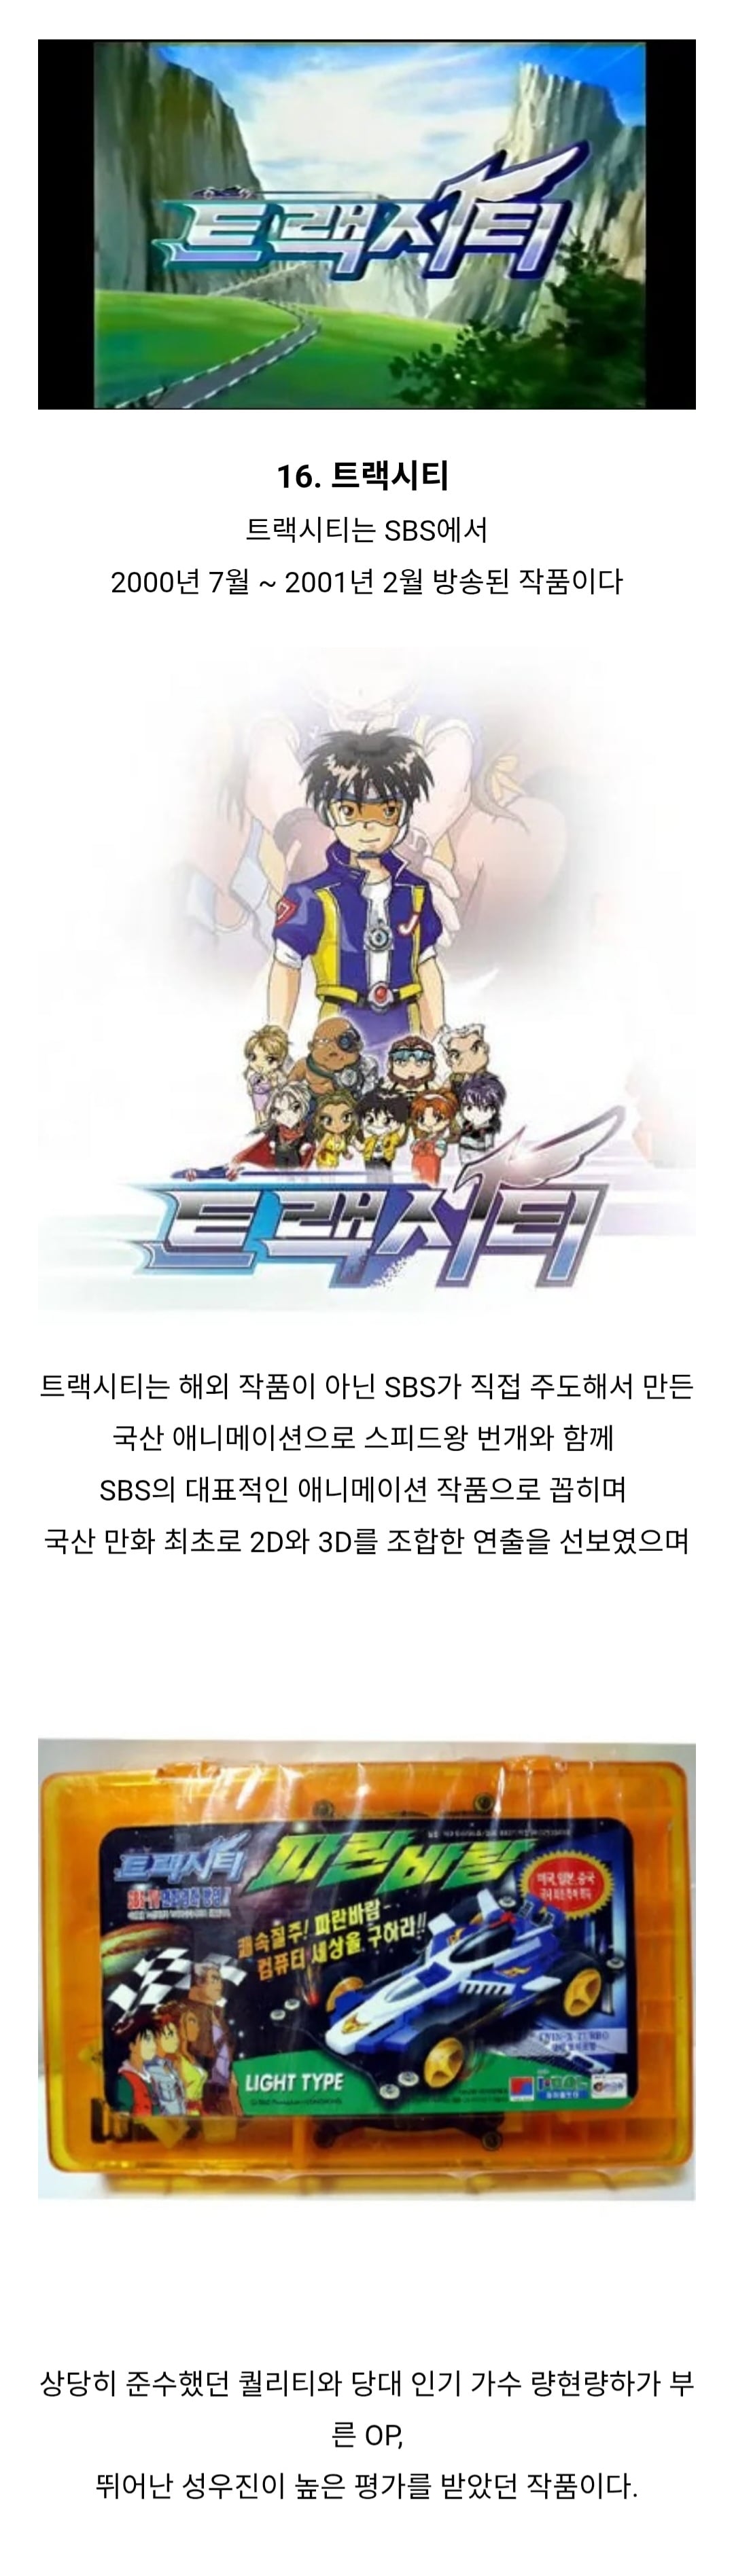 트랙시티
16. 트랙시티
트랙시티는 SBS에서
2000년 7월 ~ 2001년 2월 방송된 작품이다
J
트랙시티
트랙시티는 해외 작품이 아닌 SBS가 직접 주도해서 만든
국산 애니메이션으로 스피드왕 번개와 함께
SBS의 대표적인 애니메이션 작품으로 꼽히며
국산 만화 최초로 2D와 3D를 조합한 연출을 선보였으며
트랙시티
파란바람
미국, 일본, 중국
쾌속질주! 파란바람
컴퓨터 세상을 구하라!!
LIGHT TYPE
상당히 준수했던 퀄리티와 당대 인기 가수 량현량하가 부
른 OP,
뛰어난 성우진이 높은 평가를 받았던 작품이다.